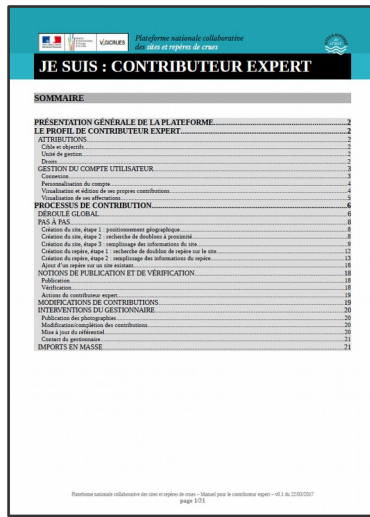 VIGICRUES
Plateforme nationale collaborative
des sites et repères de crues
JE SUIS : CONTRIBUTEUR EXPERT
SOMMAIRE
PRÉSENTATION GÉNÉRALE DE LA PLATEFORME 2
LE PROFIL DE CONTRIBUTEUR EXPERT 2
ATTRIBUTIONS 2
Cible et objectifs 2
Unité de gestion 2
Droits 2
GESTION DU COMPTE UTILISATEUR 3
Connexion 3
Personnalisation du compte 4
Visualisation et édition de ses propres contributions 4
Visualisation de ses affectations 5
PROCESSUS DE CONTRIBUTION 6
DÉROULÉ GLOBAL 6
PAS À PAS 8
Création du site, étape 1 : positionnement géographique 8
Création du site, étape 2 : recherche de doublons à proximité 8
Création du site, étape 3 : remplissage des informations du site 9
Création du repère, étape 1 : recherche de doublon de repère sur le site 12
Création du repère, étape 2 : remplissage des informations du repère 13
Ajout d'un repère sur un site existant 18
NOTIONS DE PUBLICATION ET DE VÉRIFICATION 18
Publication 18
Vérification 18
Actions du contributeur expert 19
MODIFICATIONS DE CONTRIBUTIONS 19
INTERVENTIONS DU GESTIONNAIRE 20
Publication des photographies 20
Modification/complétion des contributions 20
Mise à jour du référentiel 20
Contact du gestionnaire 21
IMPORTS EN MASSE 21
Plateforme nationale collaborative des sites et repères de crues – Manuel pour le contributeur expert – v0.1 du 22/03/2017
page 1/21